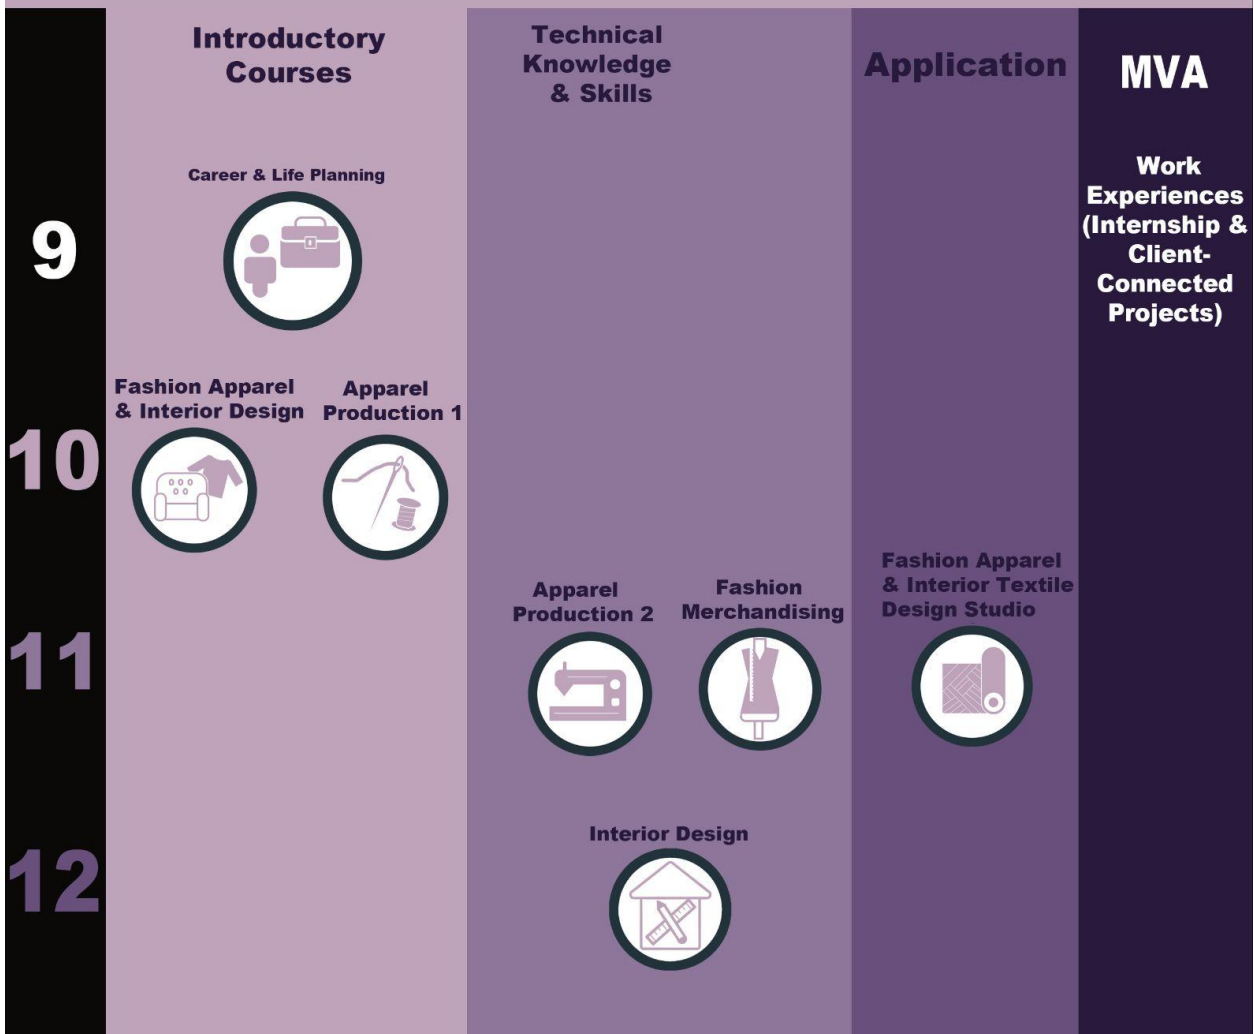 Introductory
Courses
Technical
Knowledge
& Skills
Application
MVA
9
Career & Life Planning
Work
Experiences
(Internship &
Client-
Connected
Projects)
10
Fashion Apparel
& Interior Design
Apparel
Production 1
11
Apparel
Production 2
Fashion
Merchandising
Fashion Apparel
& Interior Textile
Design Studio
12
Interior Design